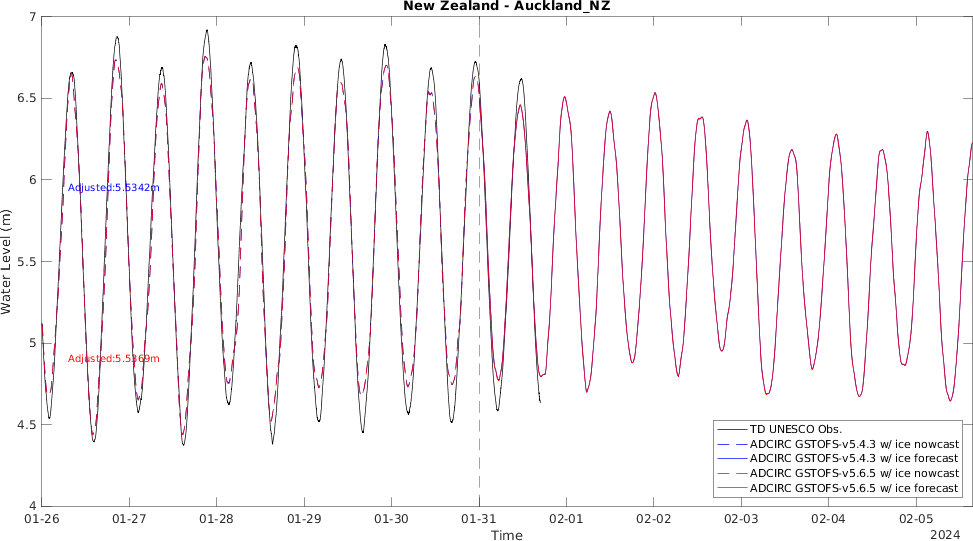 New Zealand - Auckland_NZ
7
6.5
6
5.5
5
4.5
4
Water Level (m)
Adjusted:5.5342m
Adjusted:5.5369m
TD UNESCO Obs.
ADCIRC GSTOFS-v5.4.3 w/ ice nowcast
ADCIRC GSTOFS-v5.4.3 w/ ice forecast
ADCIRC GSTOFS-v5.6.5 w/ ice nowcast
ADCIRC GSTOFS-v5.6.5 w/ ice forecast
01-26 01-27 01-28 01-29 01-30 01-31 02-01 02-02 02-03 02-04 02-05
Time
2024